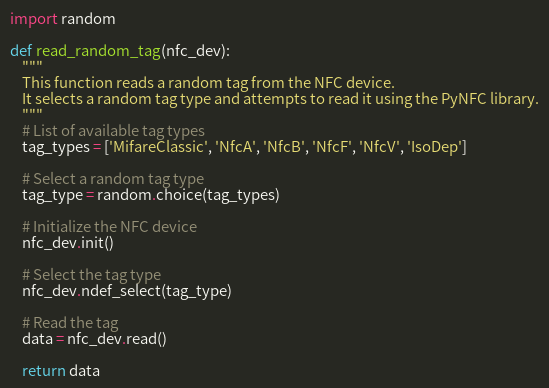 import random
def read_random_tag(nfc_dev):
"""
This function reads a random tag from the NFC device.
It selects a random tag type and attempts to read it using the PyNFC library.
"""
# List of available tag types
tag_types = ['MifareClassic', 'NfcA', 'NfcB', 'NfcF', 'NfcV', 'IsoDep']
# Select a random tag type
tag_type = random.choice(tag_types)
# Initialize the NFC device
nfc_dev.init()
# Select the tag type
nfc_dev.ndef_select(tag_type)
# Read the tag
data = nfc_dev.read()
return data